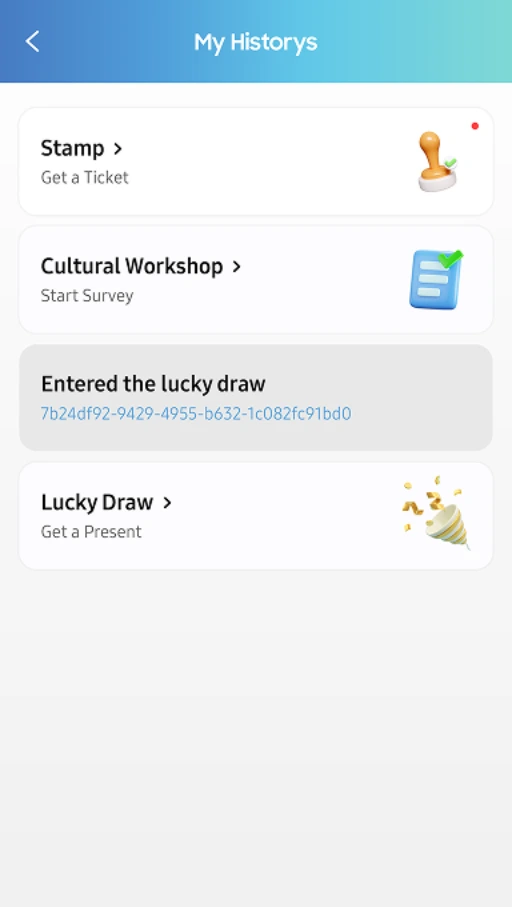 My Historys
Stamp >
Get a Ticket
Cultural Workshop >
Start Survey
Entered the lucky draw
7b24df92-9429-4955-b632-1c082fc91bd0
Lucky Draw >
Get a Present